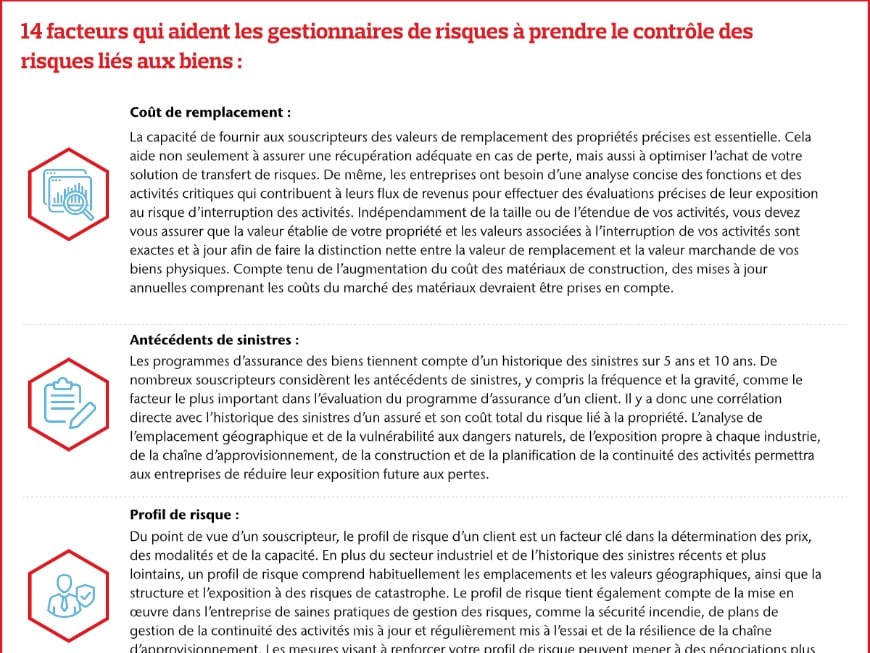 14 facteurs qui aident les gestionnaires de risques à prendre le contrôle des
risques liés aux biens :
Coût de remplacement :
La capacité de fournir aux souscripteurs des valeurs de remplacement des propriétés précises est essentielle. Cela
aide non seulement à assurer une récupération adéquate en cas de perte, mais aussi à optimiser l’achat de votre
solution de transfert de risques. De même, les entreprises ont besoin d’une analyse concise des fonctions et des
activités critiques qui contribuent à leurs flux de revenus pour effectuer des évaluations précises de leur exposition
au risque d’interruption des activités. Indépendamment de la taille ou de l’étendue de vos activités, vous devez
vous assurer que la valeur établie de votre propriété et les valeurs associées à l’interruption de vos activités sont
exactes et à jour afin de faire la distinction nette entre la valeur de remplacement et la valeur marchande de vos
biens physiques. Compte tenu de l’augmentation du coût des matériaux de construction, des mises à jour
annuelles comprenant les coûts du marché des matériaux devraient être prises en compte.
Antécédents de sinistres :
Les programmes d’assurance des biens tiennent compte d’un historique des sinistres sur 5 ans et 10 ans. De
nombreux souscripteurs considèrent les antécédents de sinistres, y compris la fréquence et la gravité, comme le
facteur le plus important dans l’évaluation du programme d’assurance d’un client. Il y a donc une corrélation
directe avec l’historique des sinistres d’un assuré et son coût total du risque lié à la propriété. L’analyse de
l’emplacement géographique et de la vulnérabilité aux dangers naturels, de l’exposition propre à chaque industrie,
de la chaîne d’approvisionnement, de la construction et de la planification de la continuité des activités permettra
aux entreprises de réduire leur exposition future aux pertes.
Profil de risque :
Du point de vue d’un souscripteur, le profil de risque d’un client est un facteur clé dans la détermination des prix,
des modalités et de la capacité. En plus du secteur industriel et de l’historique des sinistres récents et plus
lointains, un profil de risque comprend habituellement les emplacements et les valeurs géographiques, ainsi que la
structure et l’exposition à des risques de catastrophe. Le profil de risque tient également compte de la mise en
œuvre dans l’entreprise de saines pratiques de gestion des risques, comme la sécurité incendie, de plans de
gestion de la continuité des activités mis à jour et régulièrement mis à l’essai et de la résilience de la chaîne
d’approvisionnement. Les mesures visant à renforcer votre profil de risque peuvent mener à des négociations plus